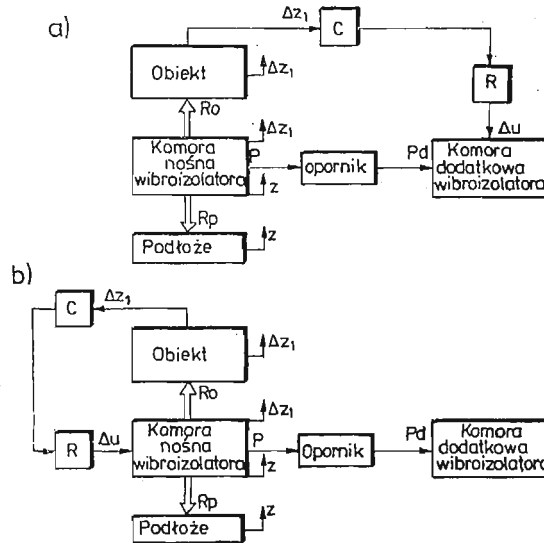 a)
Δz₁
C
Obiekt
Δz₁
R
Ro
Δz₁
Δu
Komora
nośna
wibroizolatora
P
z
opornik
Pd
Komora
dodatkowa
wibroizolatora
Rp
Podłoże
z
b)
C
Δz₁
Obiekt
Δz₁
Ro
Δz₁
R
Δu
Komora
nośna
wibroizolatora
P
z
Opornik
Pd
Komora
dodatkowa
wibroizolatora
Rp
Podłoże
z